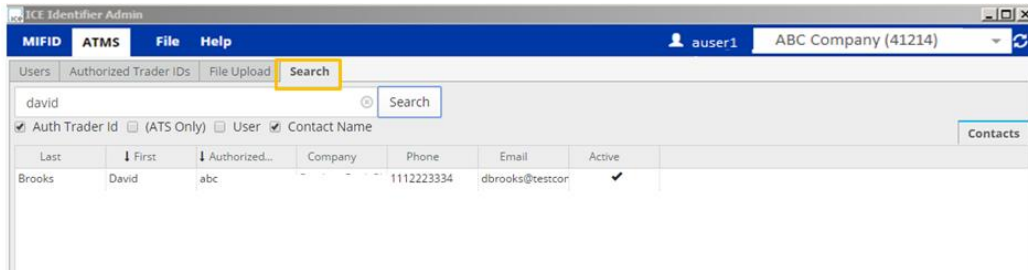 ICE Identifier Admin
MIFID ATMS File Help auser1 ABC Company (41214)
Users Authorized Trader IDs File Upload Search
david Search
Auth Trader Id (ATS Only) User Contact Name
Contacts
Last First Authorized... Company Phone Email Active
Brooks David abc 1112223334 dbrooks@testcor